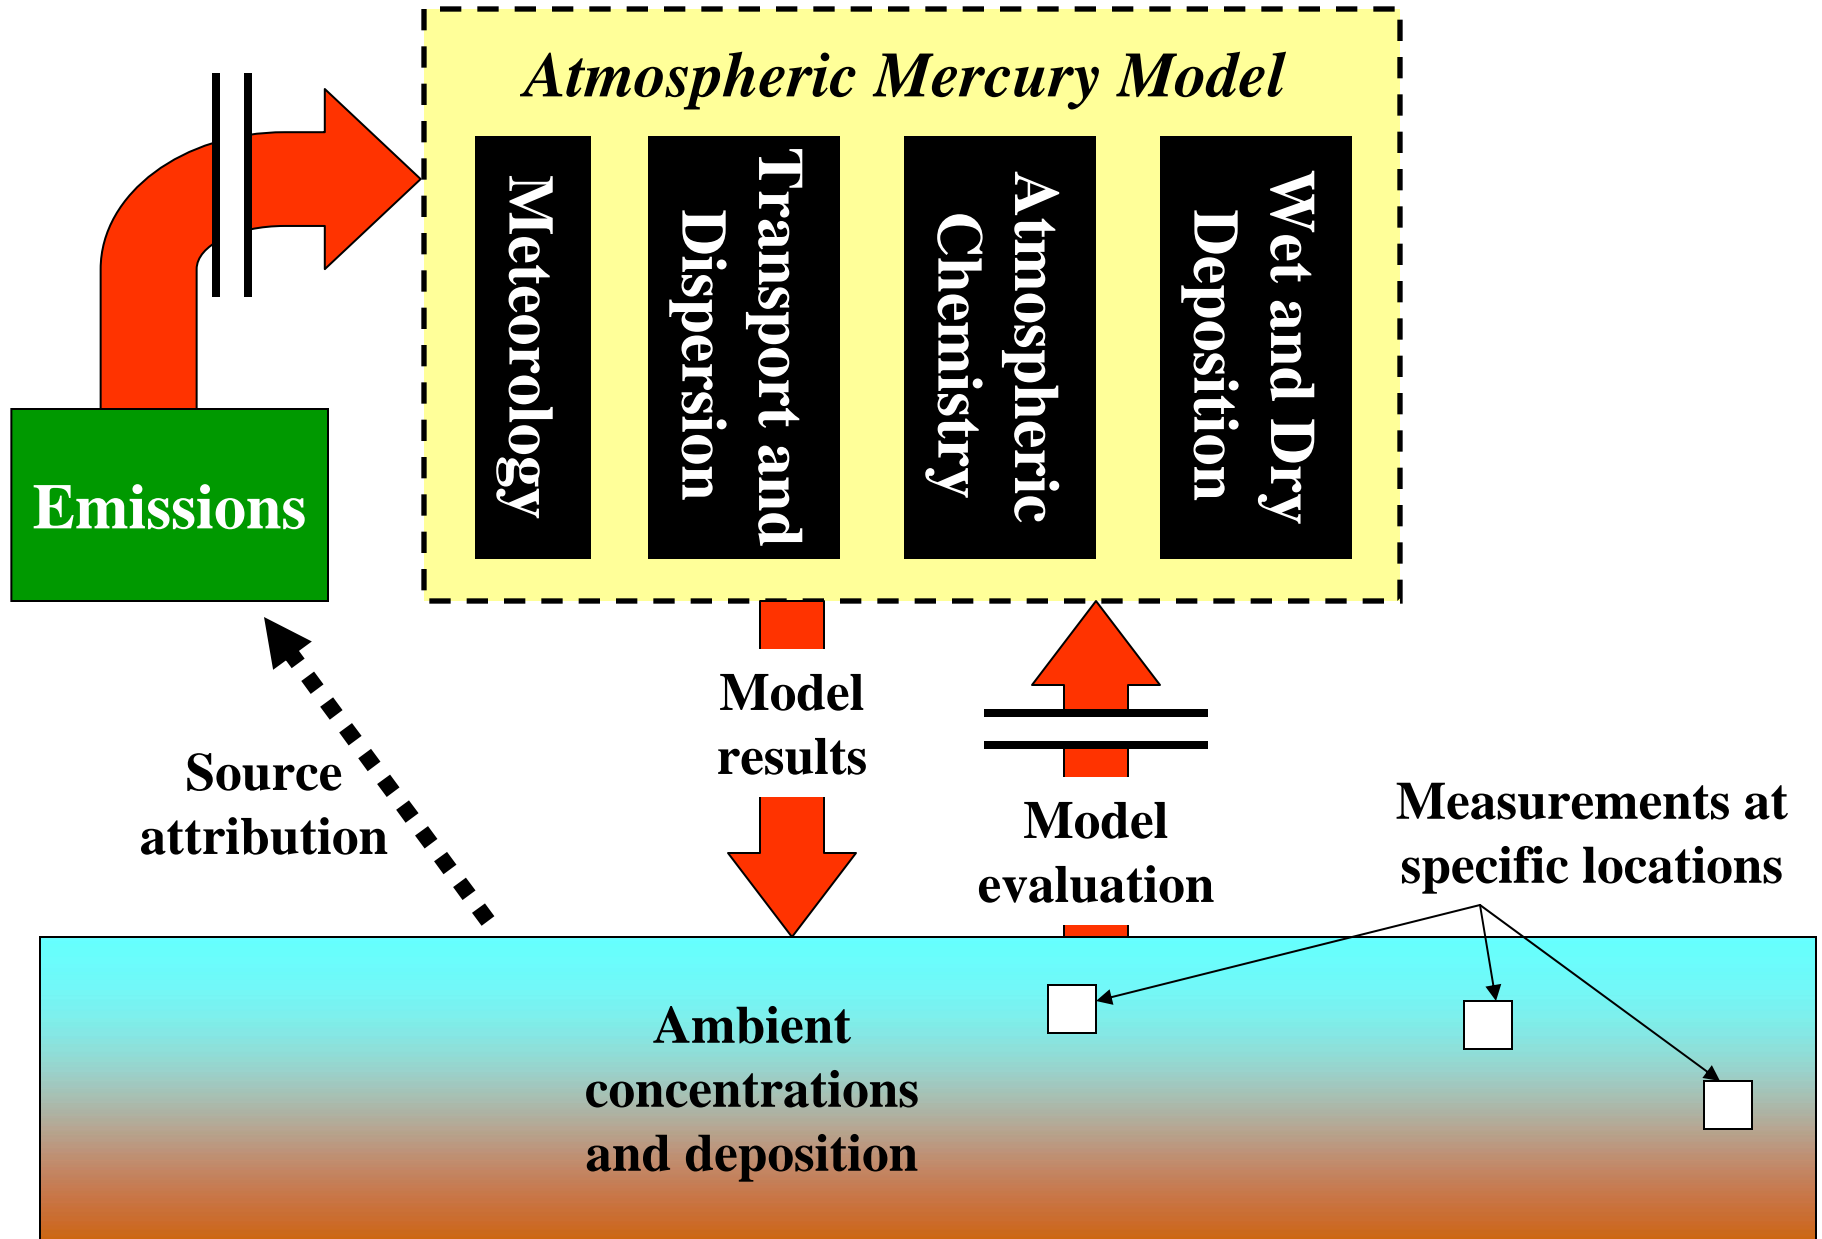 Atmospheric Mercury Model
Meteorology
Transport and
Dispersion
Atmospheric
Chemistry
Wet and Dry
Deposition
Emissions
Model
results
Source
attribution
Model
evaluation
Measurements at
specific locations
Ambient
concentrations
and deposition